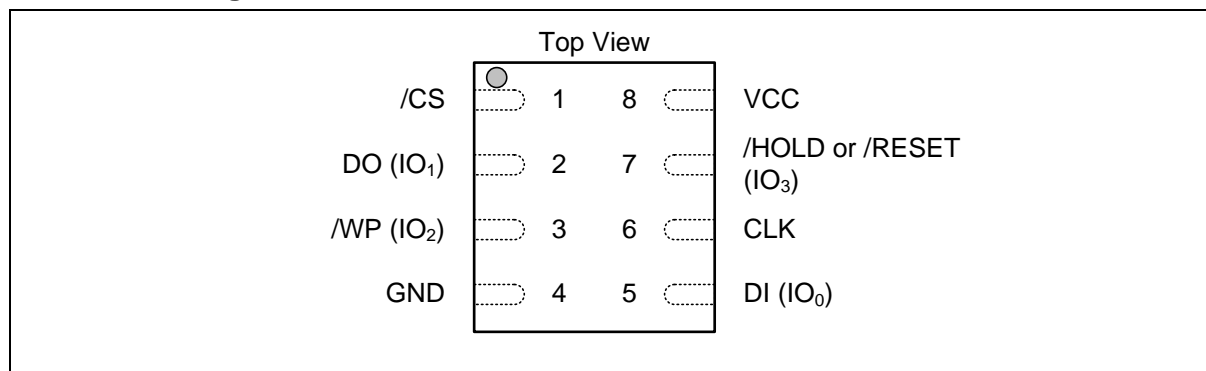 Top View
/CS 1 8 VCC
DO (IO₁) 2 7 /HOLD or /RESET
(IO₃)
/WP (IO₂) 3 6 CLK
GND 4 5 DI (IO₀)